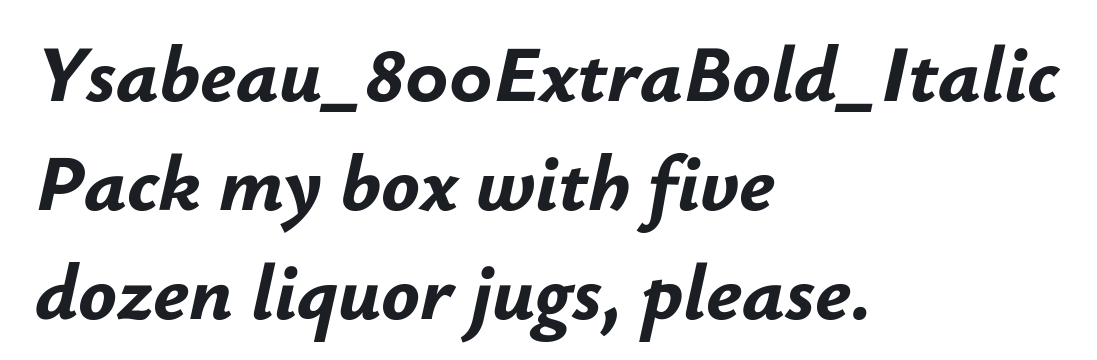 Ysabeau_800ExtraBold_Italic
Pack my box with five
dozen liquor jugs, please.